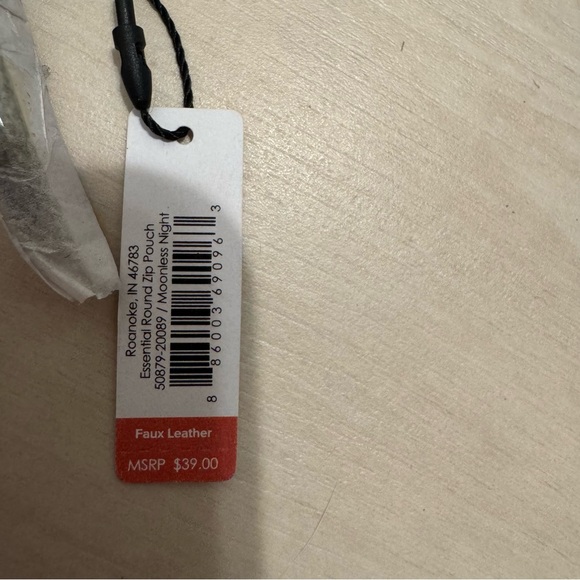 Roanoke, IN 46783
Essential Round Zip Pouch
50879-20089 / Moonless Night
8 86003 69096 3
Faux Leather
MSRP $39.00